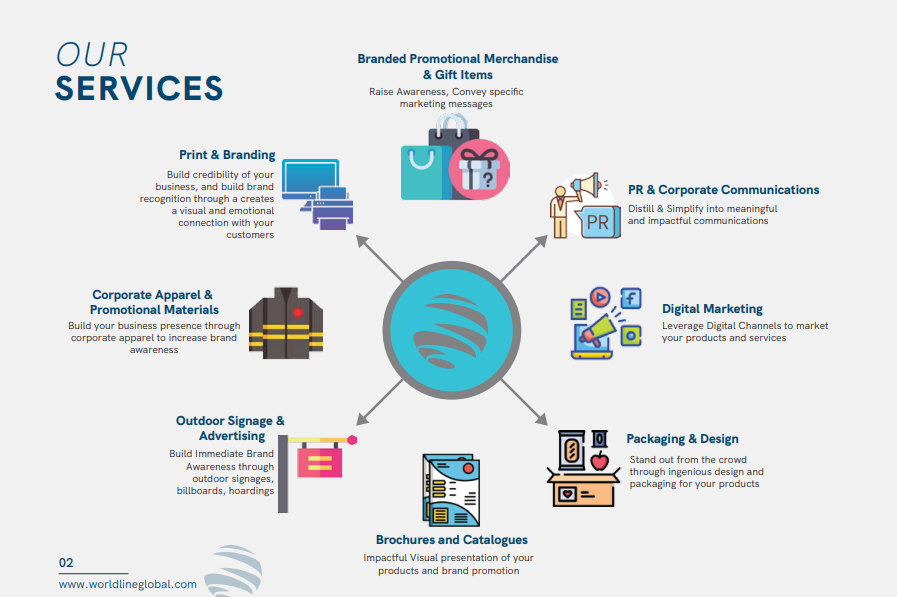 OUR
SERVICES
Branded Promotional Merchandise
& Gift Items
Raise Awareness, Convey specific
marketing messages
Print & Branding
Build credibility of your
business, and build brand
recognition through a creates
a visual and emotional
connection with your
customers
PR & Corporate Communications
Distill & Simplify into meaningful
and impactful communications
PR
Corporate Apparel &
Promotional Materials
Build your business presence through
corporate apparel to increase brand
awareness
Digital Marketing
Leverage Digital Channels to market
your products and services
f
Outdoor Signage &
Advertising
Build Immediate Brand
Awareness through
outdoor signages,
billboards, hoardings
Packaging & Design
Stand out from the crowd
through ingenious design and
packaging for your products
Brochures and Catalogues
Impactful Visual presentation of your
products and brand promotion
02
www.worldlineglobal.com